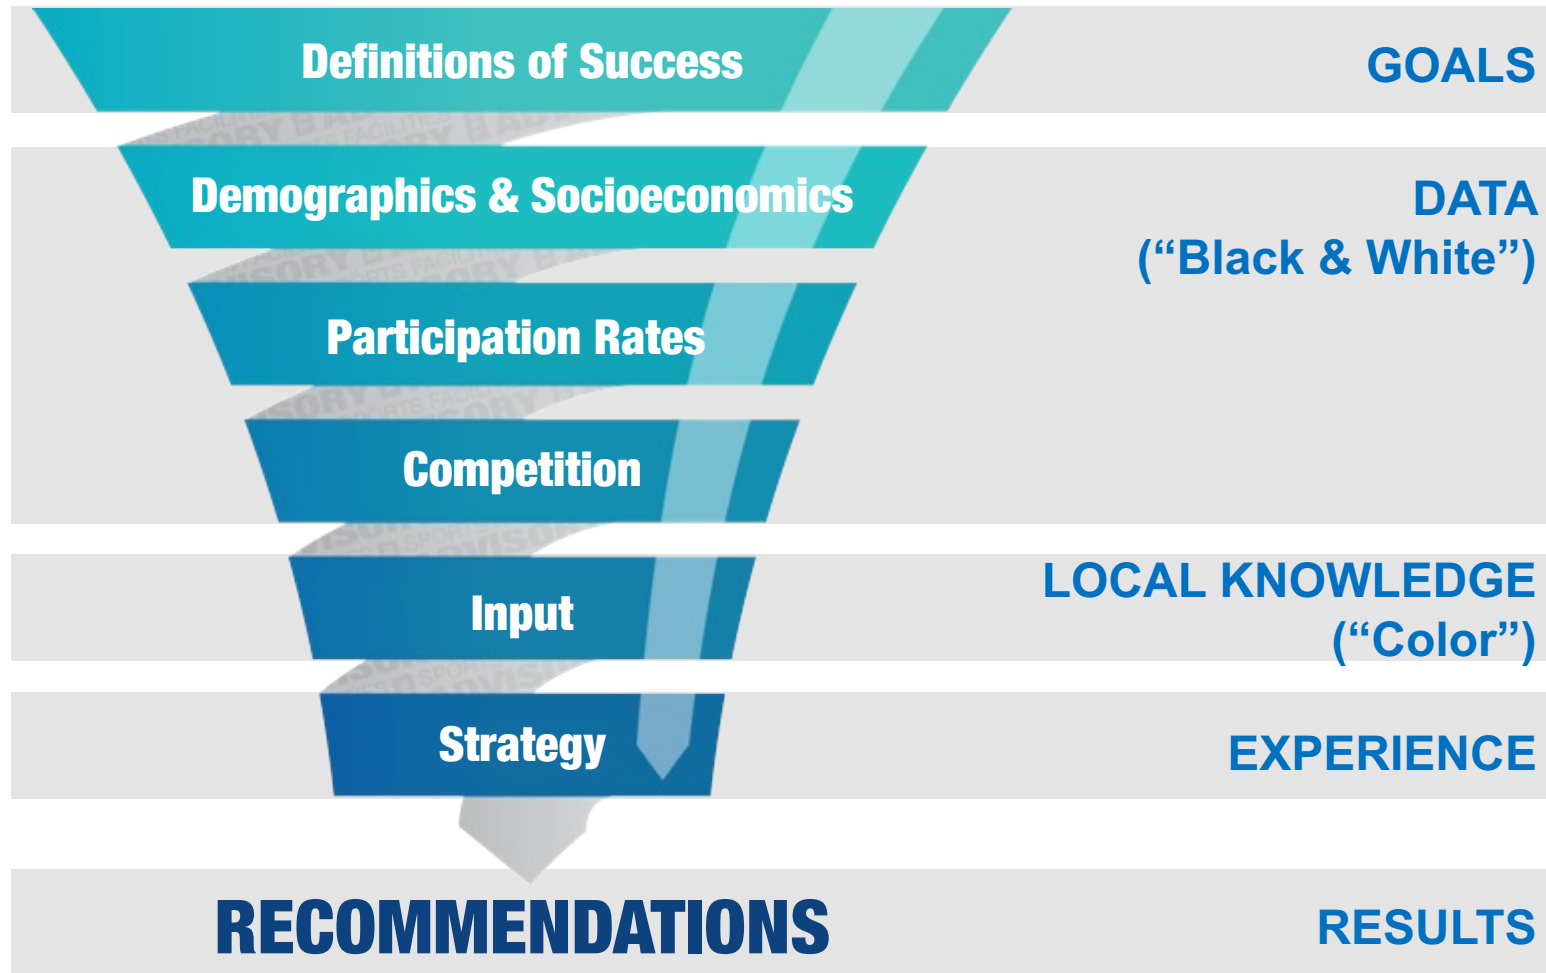 Definitions of Success
GOALS
Demographics & Socioeconomics
DATA
(“Black & White”)
Participation Rates
Competition
Input
LOCAL KNOWLEDGE
(“Color”)
Strategy
EXPERIENCE
RECOMMENDATIONS
RESULTS